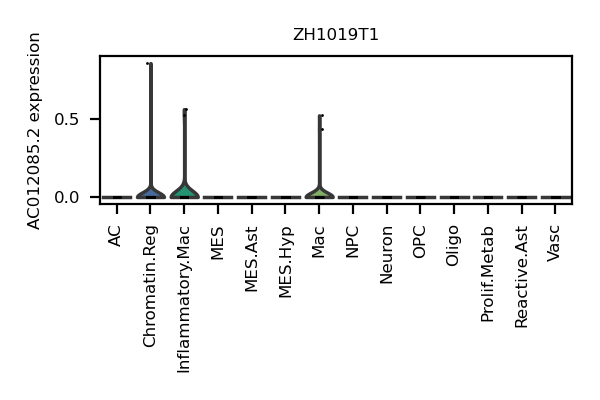 ZH1019T1
AC012085.2 expression
0.5
0.0
AC
Chromatin.Reg
Inflammatory.Mac
MES
MES.Ast
MES.Hyp
Mac
NPC
Neuron
OPC
Oligo
Prolif.Metab
Reactive.Ast
Vasc